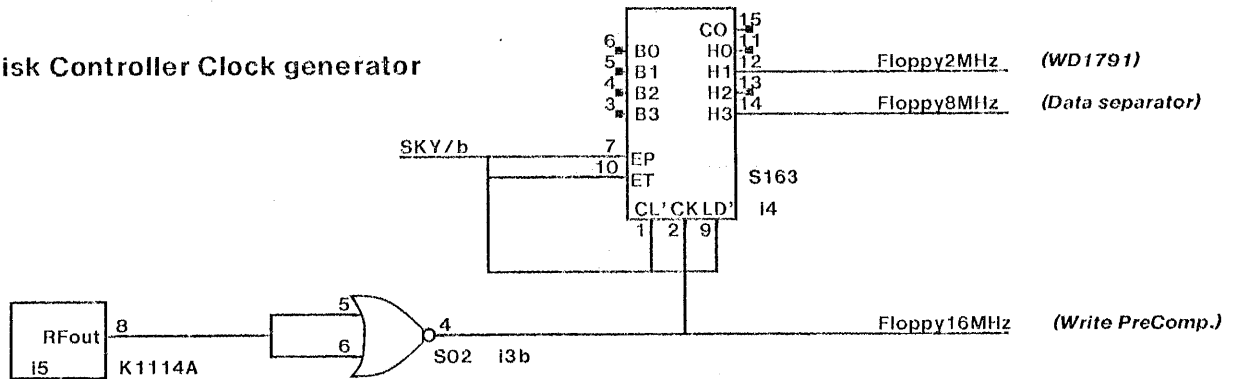 isk Controller Clock generator
CO 15
6 B0 H0 11
5 B1 H1 12 Floppy2MHz (WD1791)
4 B2 H2 13
3 B3 H3 14 Floppy8MHz (Data separator)
SKY/b 7 EP
10 ET
S163
CL' CK LD' i4
1 2 9
RFout 8 5 4 Floppy16MHz (Write PreComp.)
6 S02 i3b
i5 K1114A